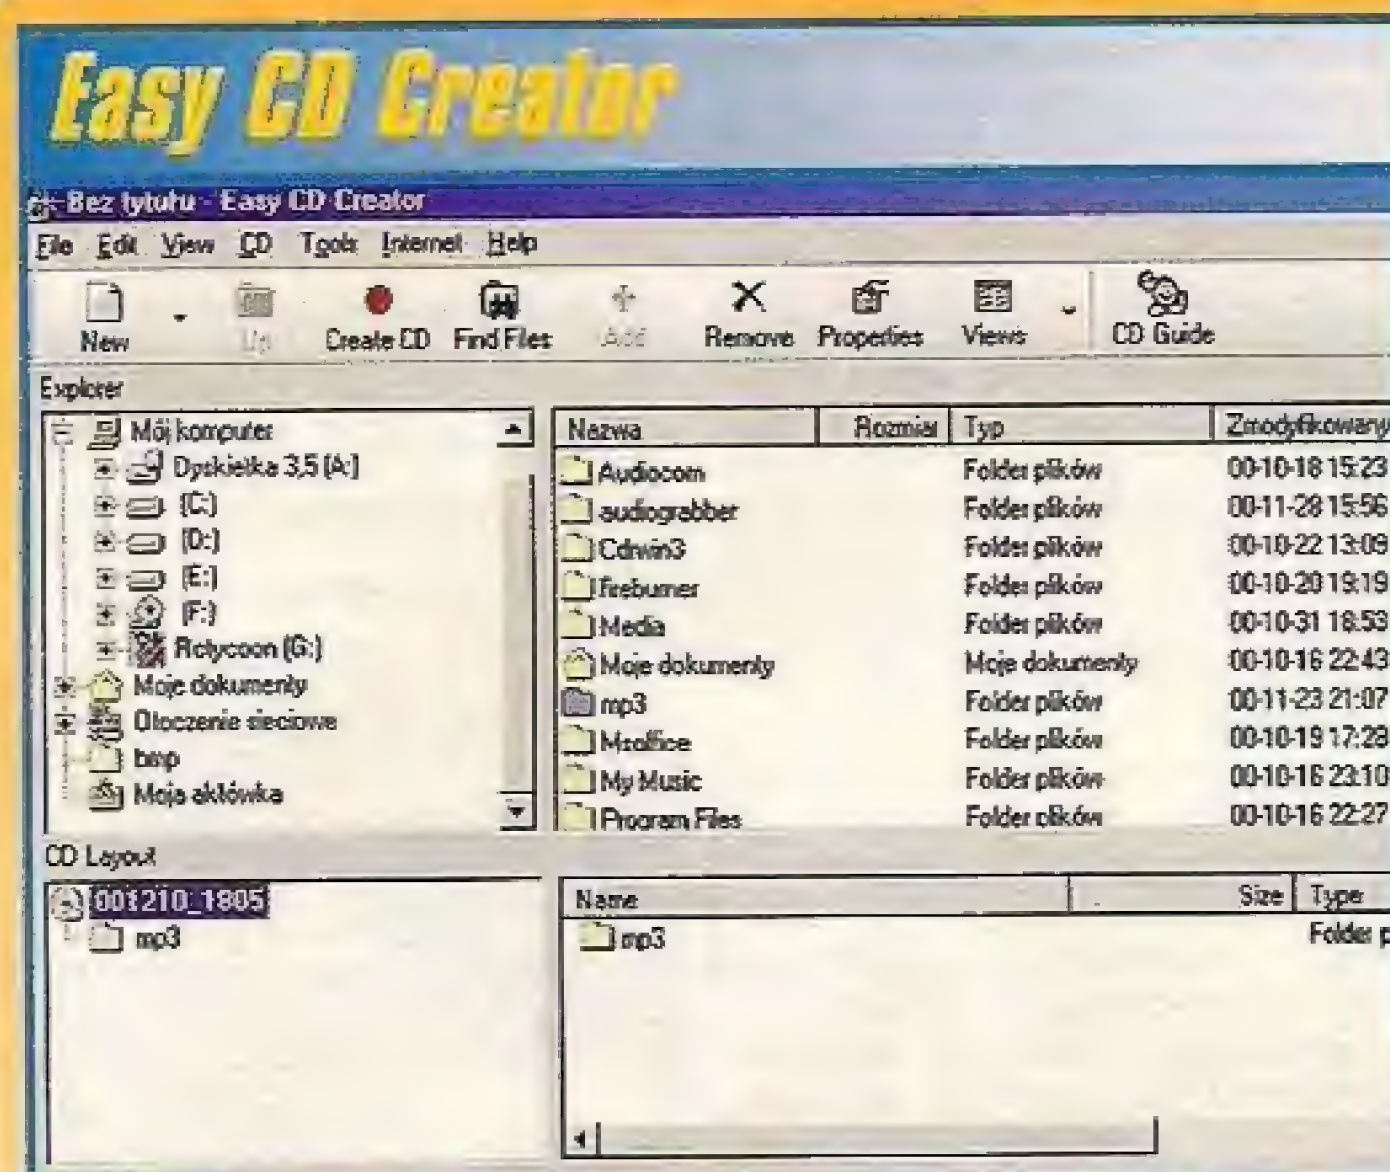 Easy CD Creator
Bez tytułu - Easy CD Creator
File Edit View CD Tools Internet Help
New Up Create CD Find Files Add Remove Properties Views CD Guide
Explorer
Mój komputer
Dyskietka 3,5 (A:)
(C:)
(D:)
(E:)
(F:)
Rctycoon (G:)
Moje dokumenty
Otoczenie sieciowe
bmp
Moja aktówka
Nazwa Rozmiar Typ Zmodyfikowany
Audiocom Folder plików 00-10-18 15:23
audiograbber Folder plików 00-11-28 15:56
Cdrwin3 Folder plików 00-10-22 13:09
fireburner Folder plików 00-10-20 19:19
Media Folder plików 00-10-31 18:53
Moje dokumenty Moje dokumenty 00-10-16 22:43
mp3 Folder plików 00-11-23 21:07
Msoffice Folder plików 00-10-19 17:28
My Music Folder plików 00-10-16 23:10
Program Files Folder plików 00-10-16 22:27
CD Layout
001210_1805
mp3
Name Size Type
mp3 Folder p